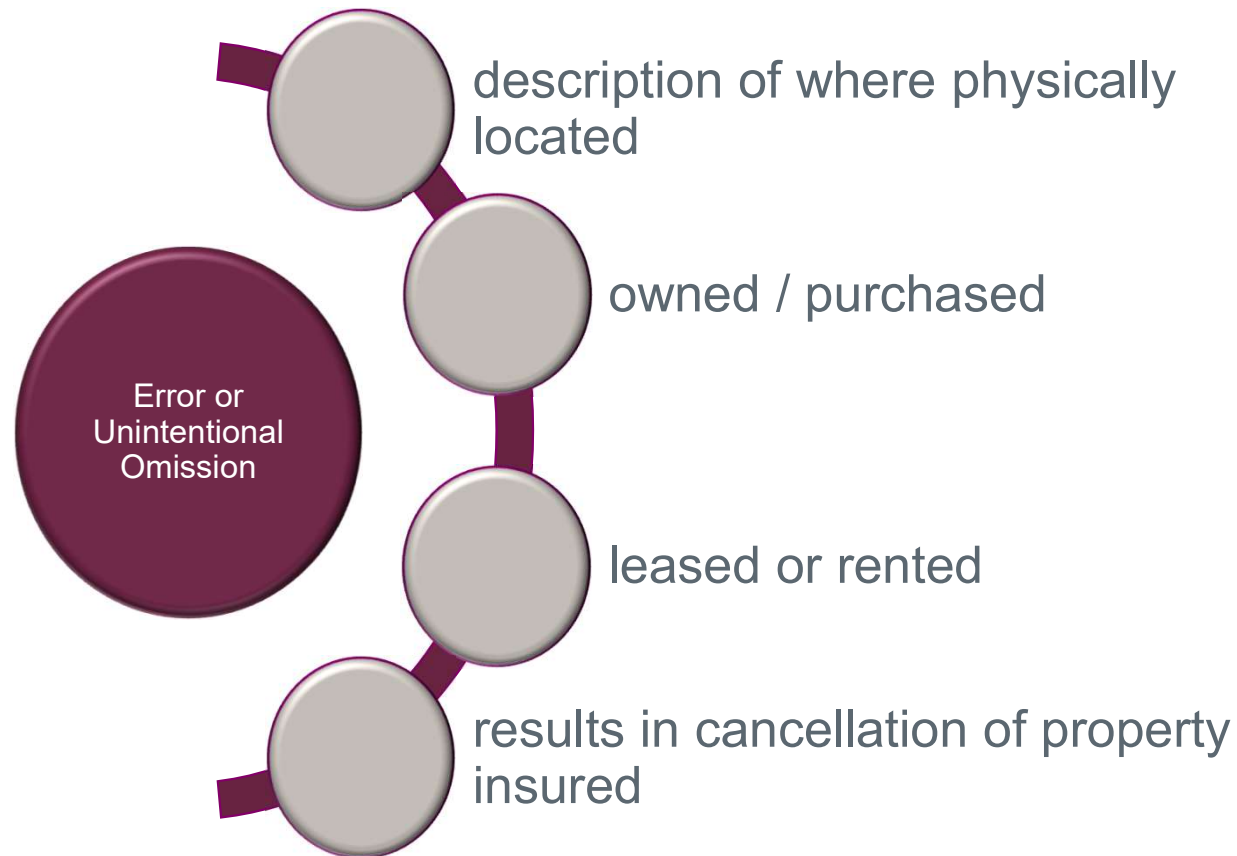 description of where physically
located
owned / purchased
Error or
Unintentional
Omission
leased or rented
results in cancellation of property
insured